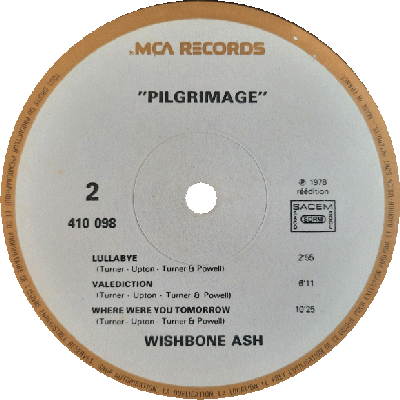 MCA RECORDS
"PILGRIMAGE"
2
410 098
℗ 1978
réédition
SACEM
LULLABYE 2'55
(Turner - Upton - Turner & Powell)
VALEDICTION 6'11
(Turner - Upton - Turner & Powell)
WHERE WERE YOU TOMORROW 10'25
(Turner - Upton - Turner & Powell)
WISHBONE ASH